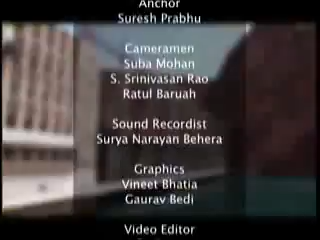 Anchor
Suresh Prabhu
Cameramen
Suba Mohan
S. Srinivasan Rao
Ratul Baruah
Sound Recordist
Surya Narayan Behera
Graphics
Vineet Bhatia
Gaurav Bedi
Video Editor